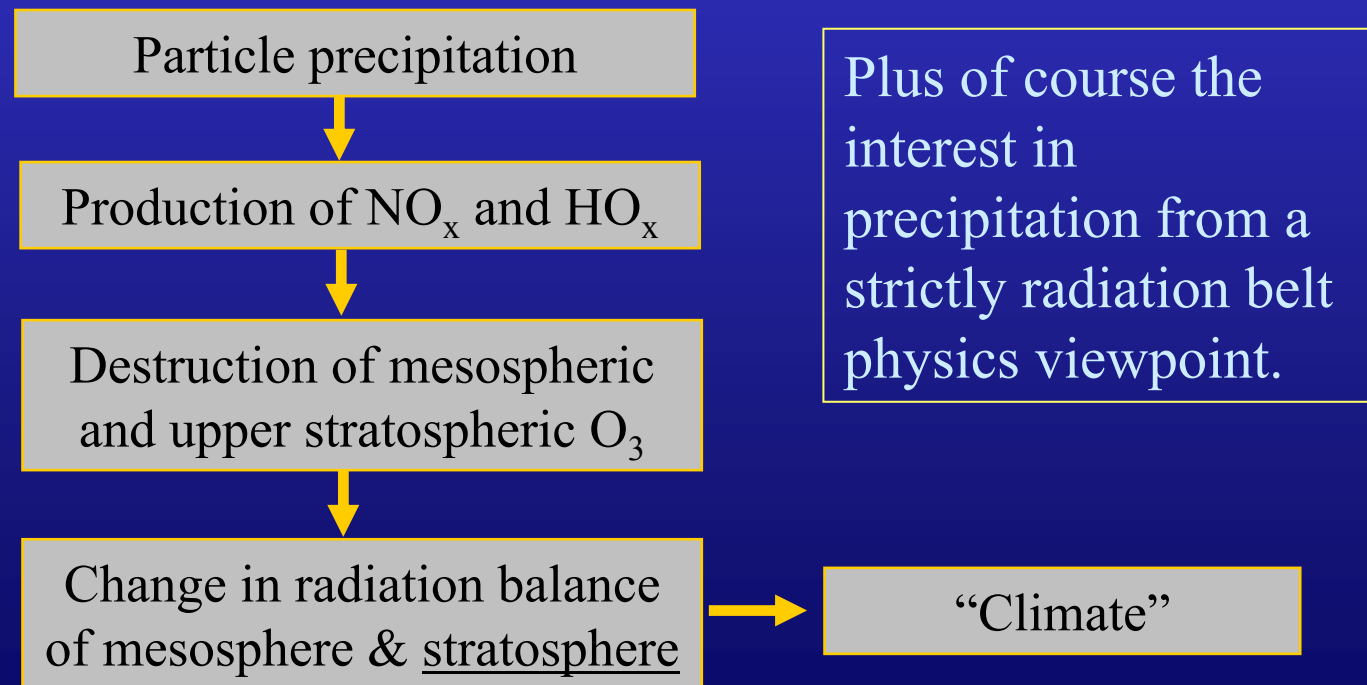 Particle precipitation
Production of NOx and HOx
Destruction of mesospheric
and upper stratospheric O3
Change in radiation balance
of mesosphere & stratosphere
“Climate”
Plus of course the
interest in
precipitation from a
strictly radiation belt
physics viewpoint.